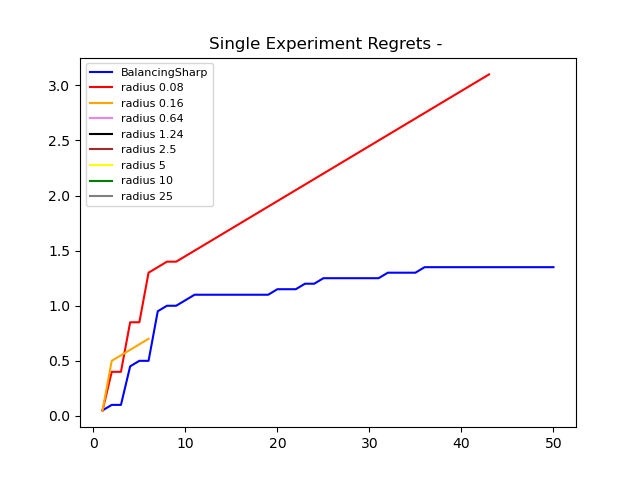 Single Experiment Regrets -
BalancingSharp
radius 0.08
radius 0.16
radius 0.64
radius 1.24
radius 2.5
radius 5
radius 10
radius 25
3.0
2.5
2.0
1.5
1.0
0.5
0.0
0 10 20 30 40 50